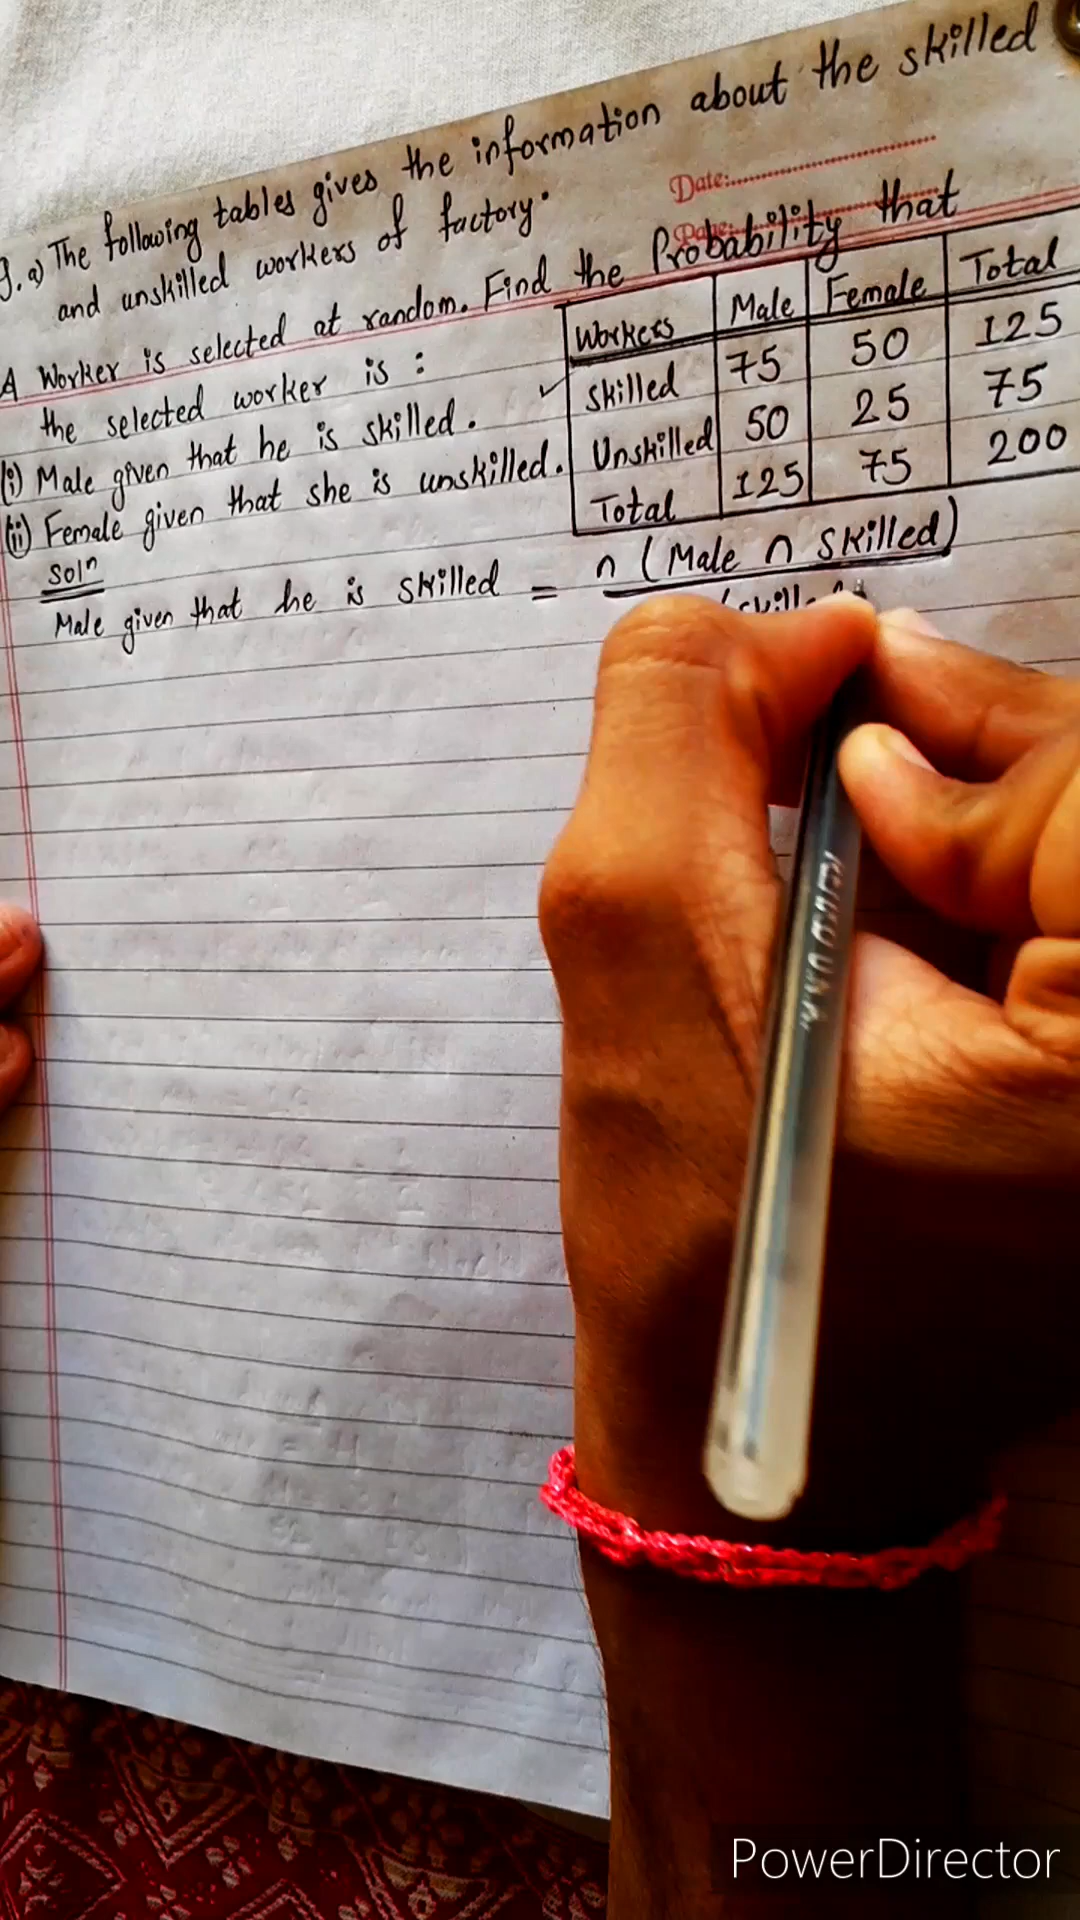 g.a) The following tables gives the information about the skilled
and unskilled workers of factory.
Date:
Page:
A Worker is selected at random. Find the Probability that
the selected worker is :
(i) Male given that he is skilled.
(ii) Female given that she is unskilled.
Workers Male Female Total
Skilled 75 50 125
Unskilled 50 25 75
Total 125 75 200
Solⁿ
Male given that he is skilled = n (Male ∩ Skilled)
PowerDirector